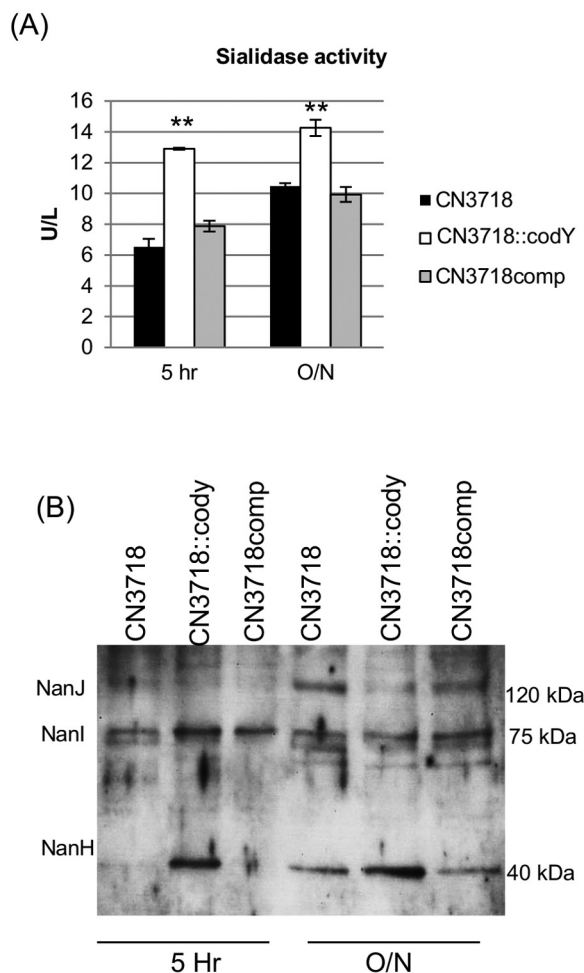 (A)
Sialidase activity
16
14
12
10
8
6
4
2
0
U/L
** **
5 hr O/N
CN3718
CN3718::codY
CN3718comp
(B)
CN3718
CN3718::cody
CN3718comp
CN3718
CN3718::cody
CN3718comp
NanJ
120 kDa
NanI
75 kDa
NanH
40 kDa
5 Hr O/N